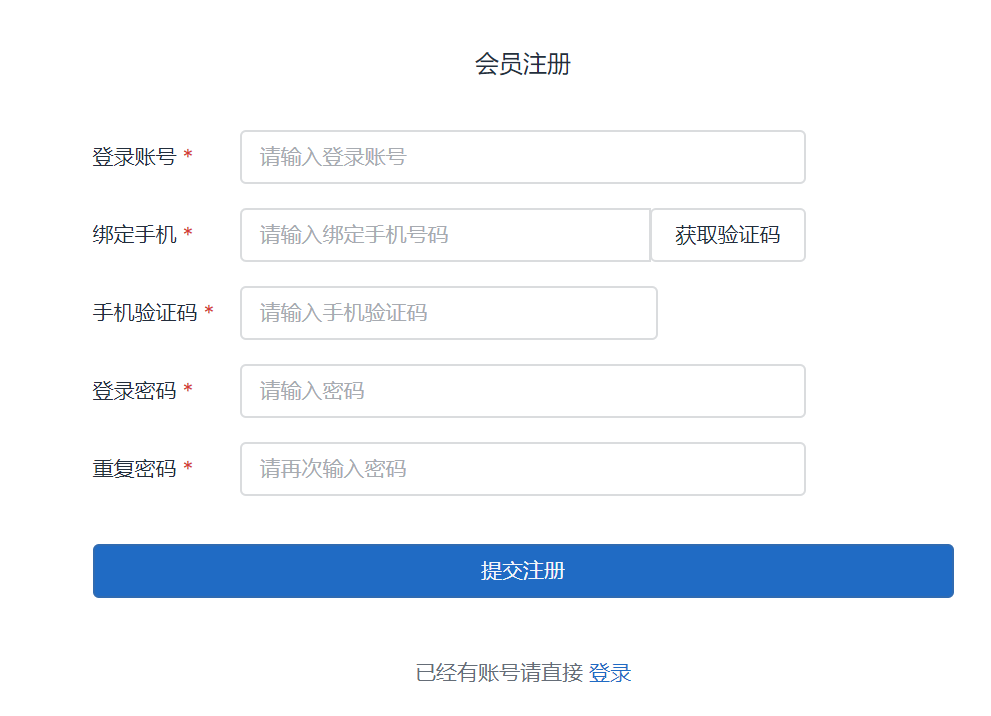 会员注册
登录账号 *
请输入登录账号
绑定手机 *
请输入绑定手机号码
获取验证码
手机验证码 *
请输入手机验证码
登录密码 *
请输入密码
重复密码 *
请再次输入密码
提交注册
已经有账号请直接 登录